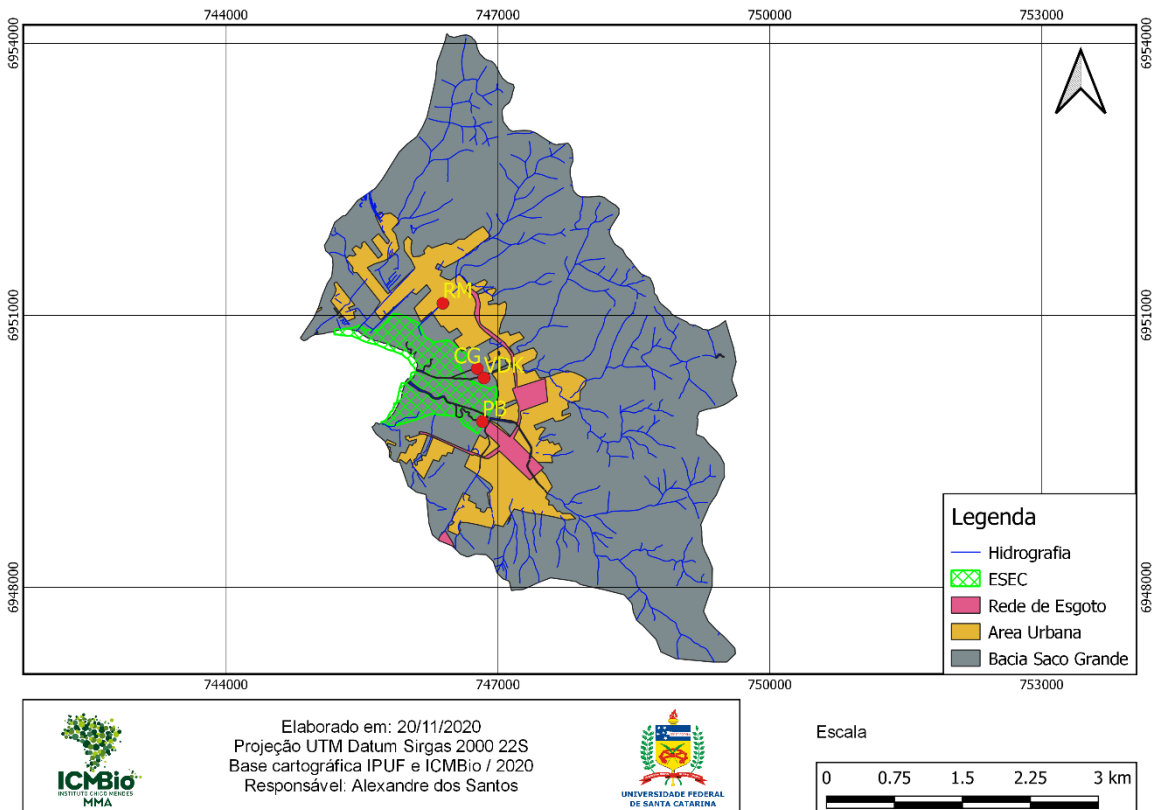 744000 747000 750000 753000
6954000 6954000
RM
6951000 6951000
CG
VDK
PB
Legenda
Hidrografia
ESEC
Rede de Esgoto
Area Urbana
Bacia Saco Grande
6948000 6948000
744000 747000 750000 753000
Elaborado em: 20/11/2020
Projeção UTM Datum Sirgas 2000 22S
Base cartográfica IPUF e ICMBio / 2020
Responsável: Alexandre dos Santos
ICMBio
INSTITUTO CHICO MENDES
MMA
UNIVERSIDADE FEDERAL
DE SANTA CATARINA
Escala
0 0.75 1.5 2.25 3 km